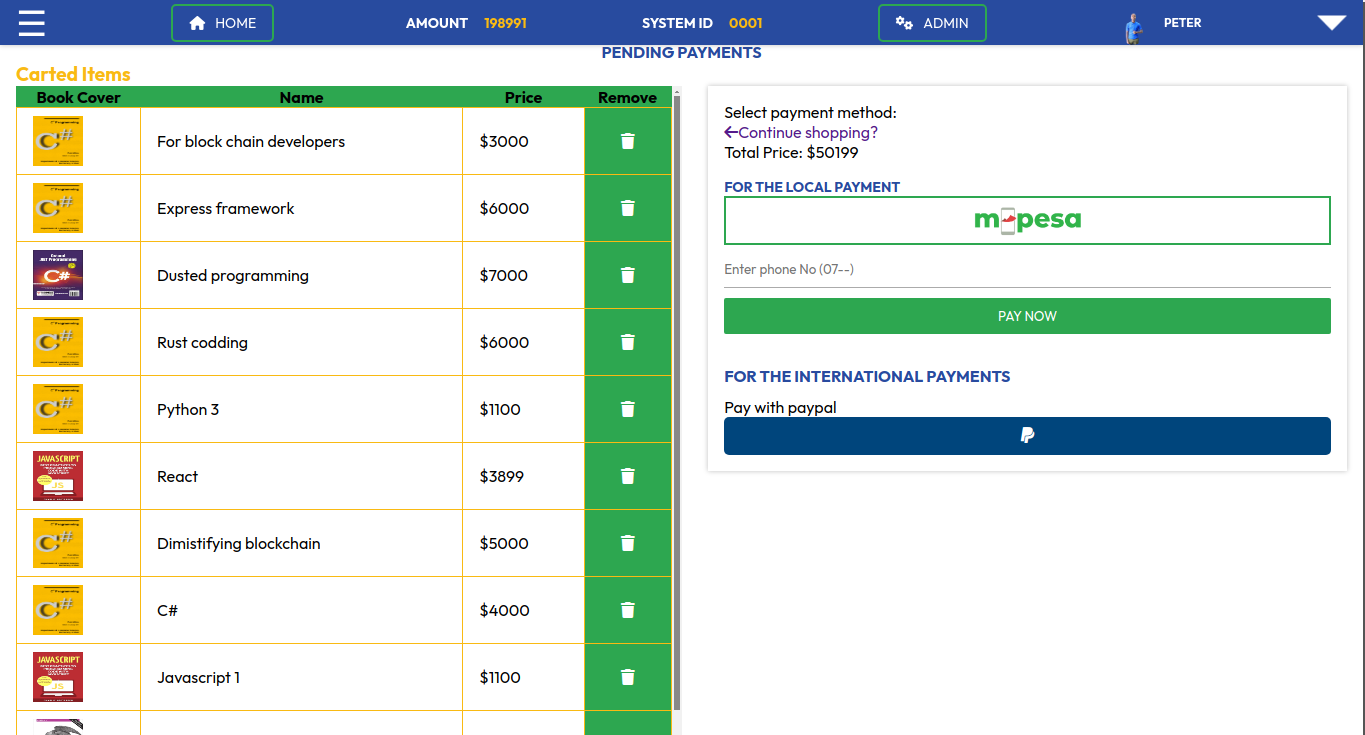 HOME AMOUNT 198991 SYSTEM ID 0001 ADMIN PETER
PENDING PAYMENTS
Carted Items
Book Cover Name Price Remove
C# For block chain developers $3000
C# Express framework $6000
C# Dusted programming $7000
C# Rust codding $6000
C# Python 3 $1100
JAVASCRIPT JS React $3899
C# Dimistifying blockchain $5000
C# C# $4000
JAVASCRIPT JS Javascript 1 $1100
Select payment method:
Continue shopping?
Total Price: $50199
FOR THE LOCAL PAYMENT
m pesa
Enter phone No (07--)
PAY NOW
FOR THE INTERNATIONAL PAYMENTS
Pay with paypal